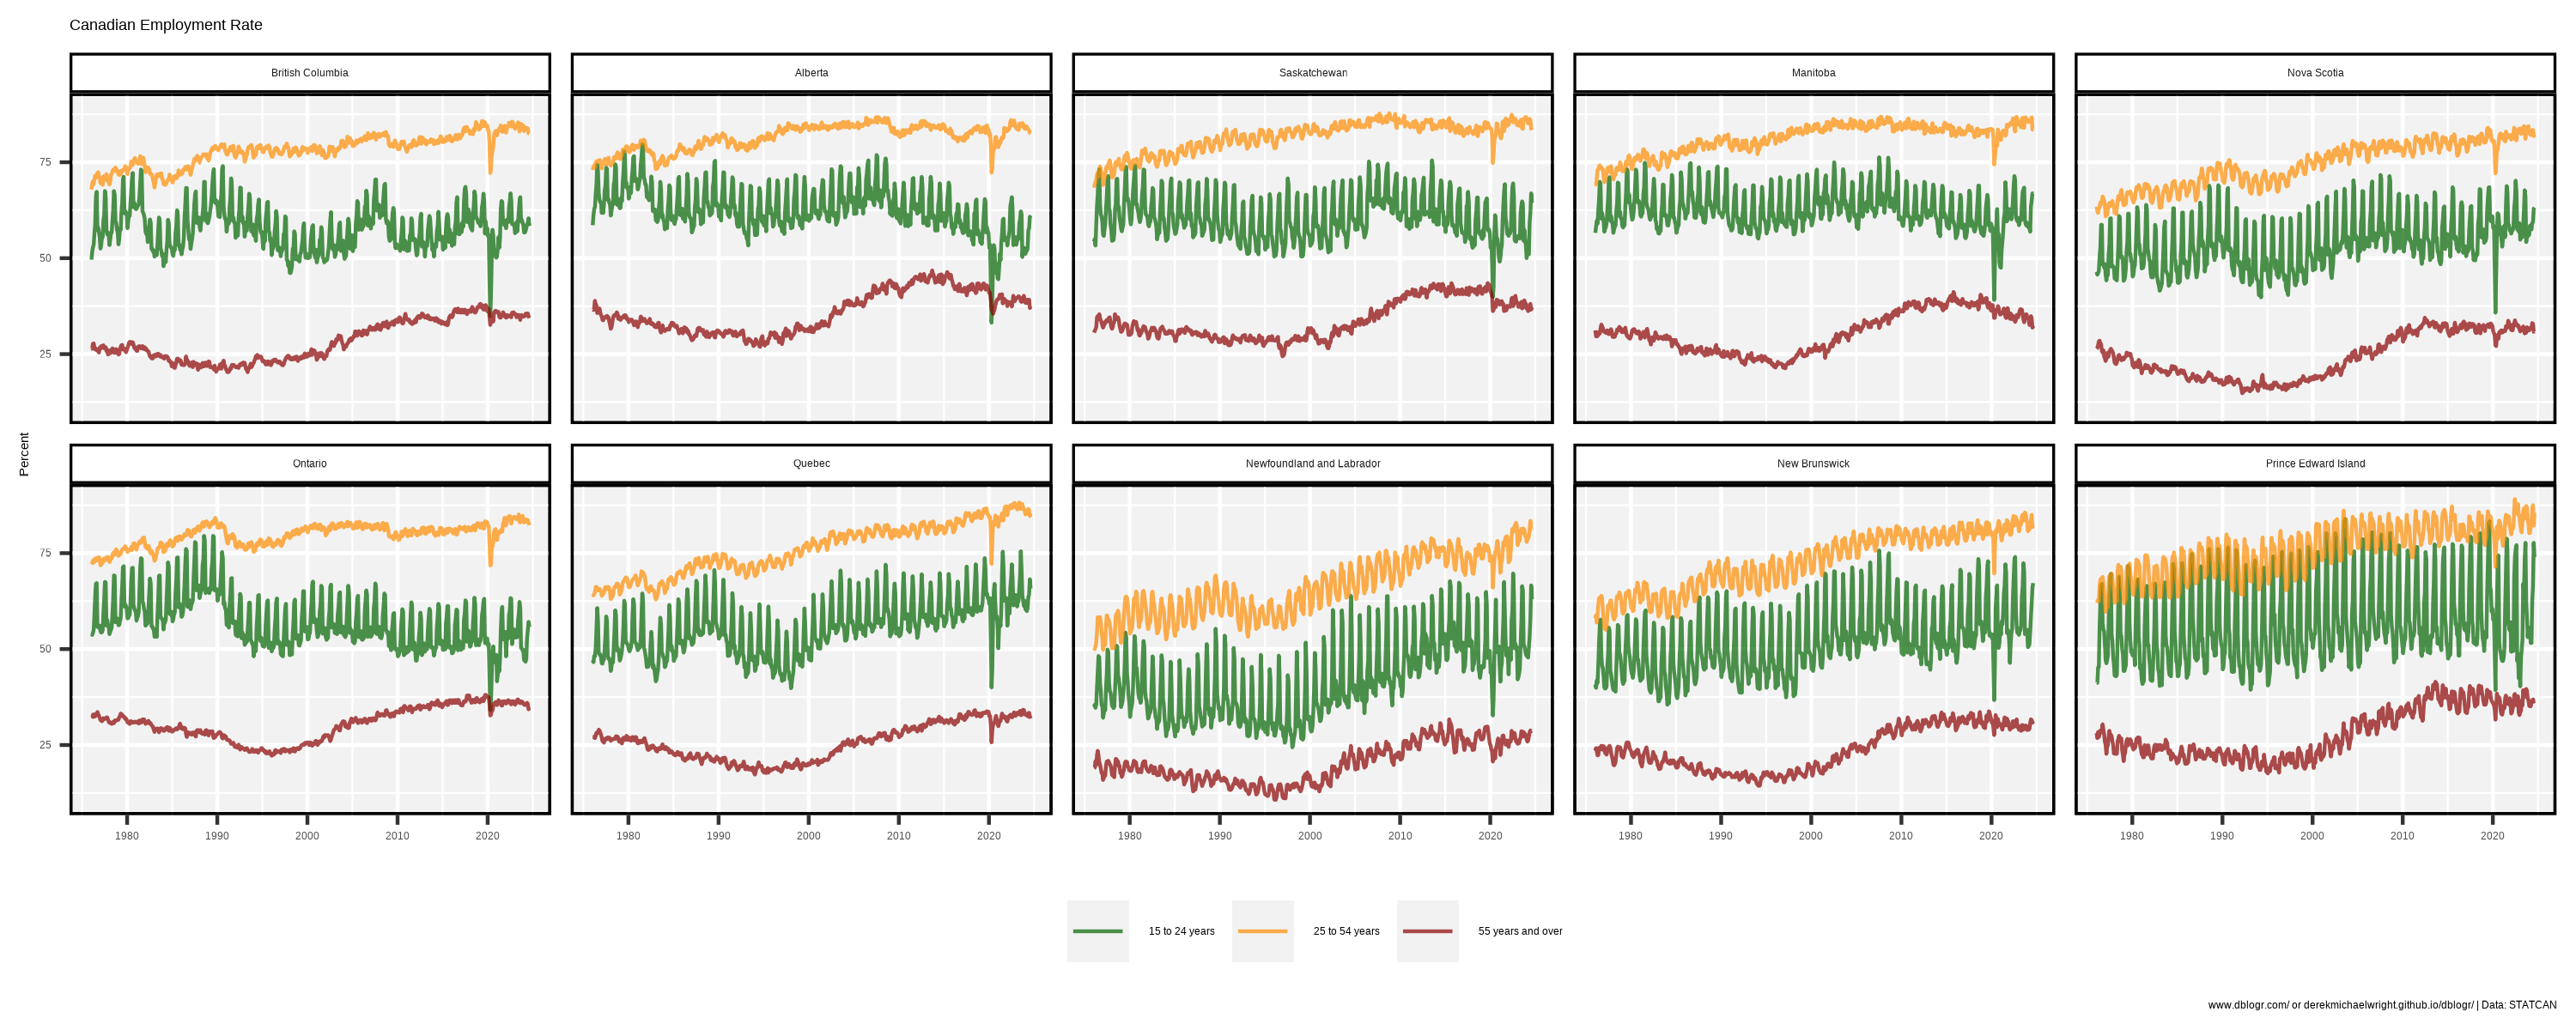 Canadian Employment Rate
British Columbia
Alberta
Saskatchewan
Manitoba
Nova Scotia
75
50
25
Percent
Ontario
Quebec
Newfoundland and Labrador
New Brunswick
Prince Edward Island
75
50
25
1980 1990 2000 2010 2020
1980 1990 2000 2010 2020
1980 1990 2000 2010 2020
1980 1990 2000 2010 2020
1980 1990 2000 2010 2020
15 to 24 years 25 to 54 years 55 years and over
www.dblogr.com/ or derekmichaelwright.github.io/dblogr/ | Data: STATCAN